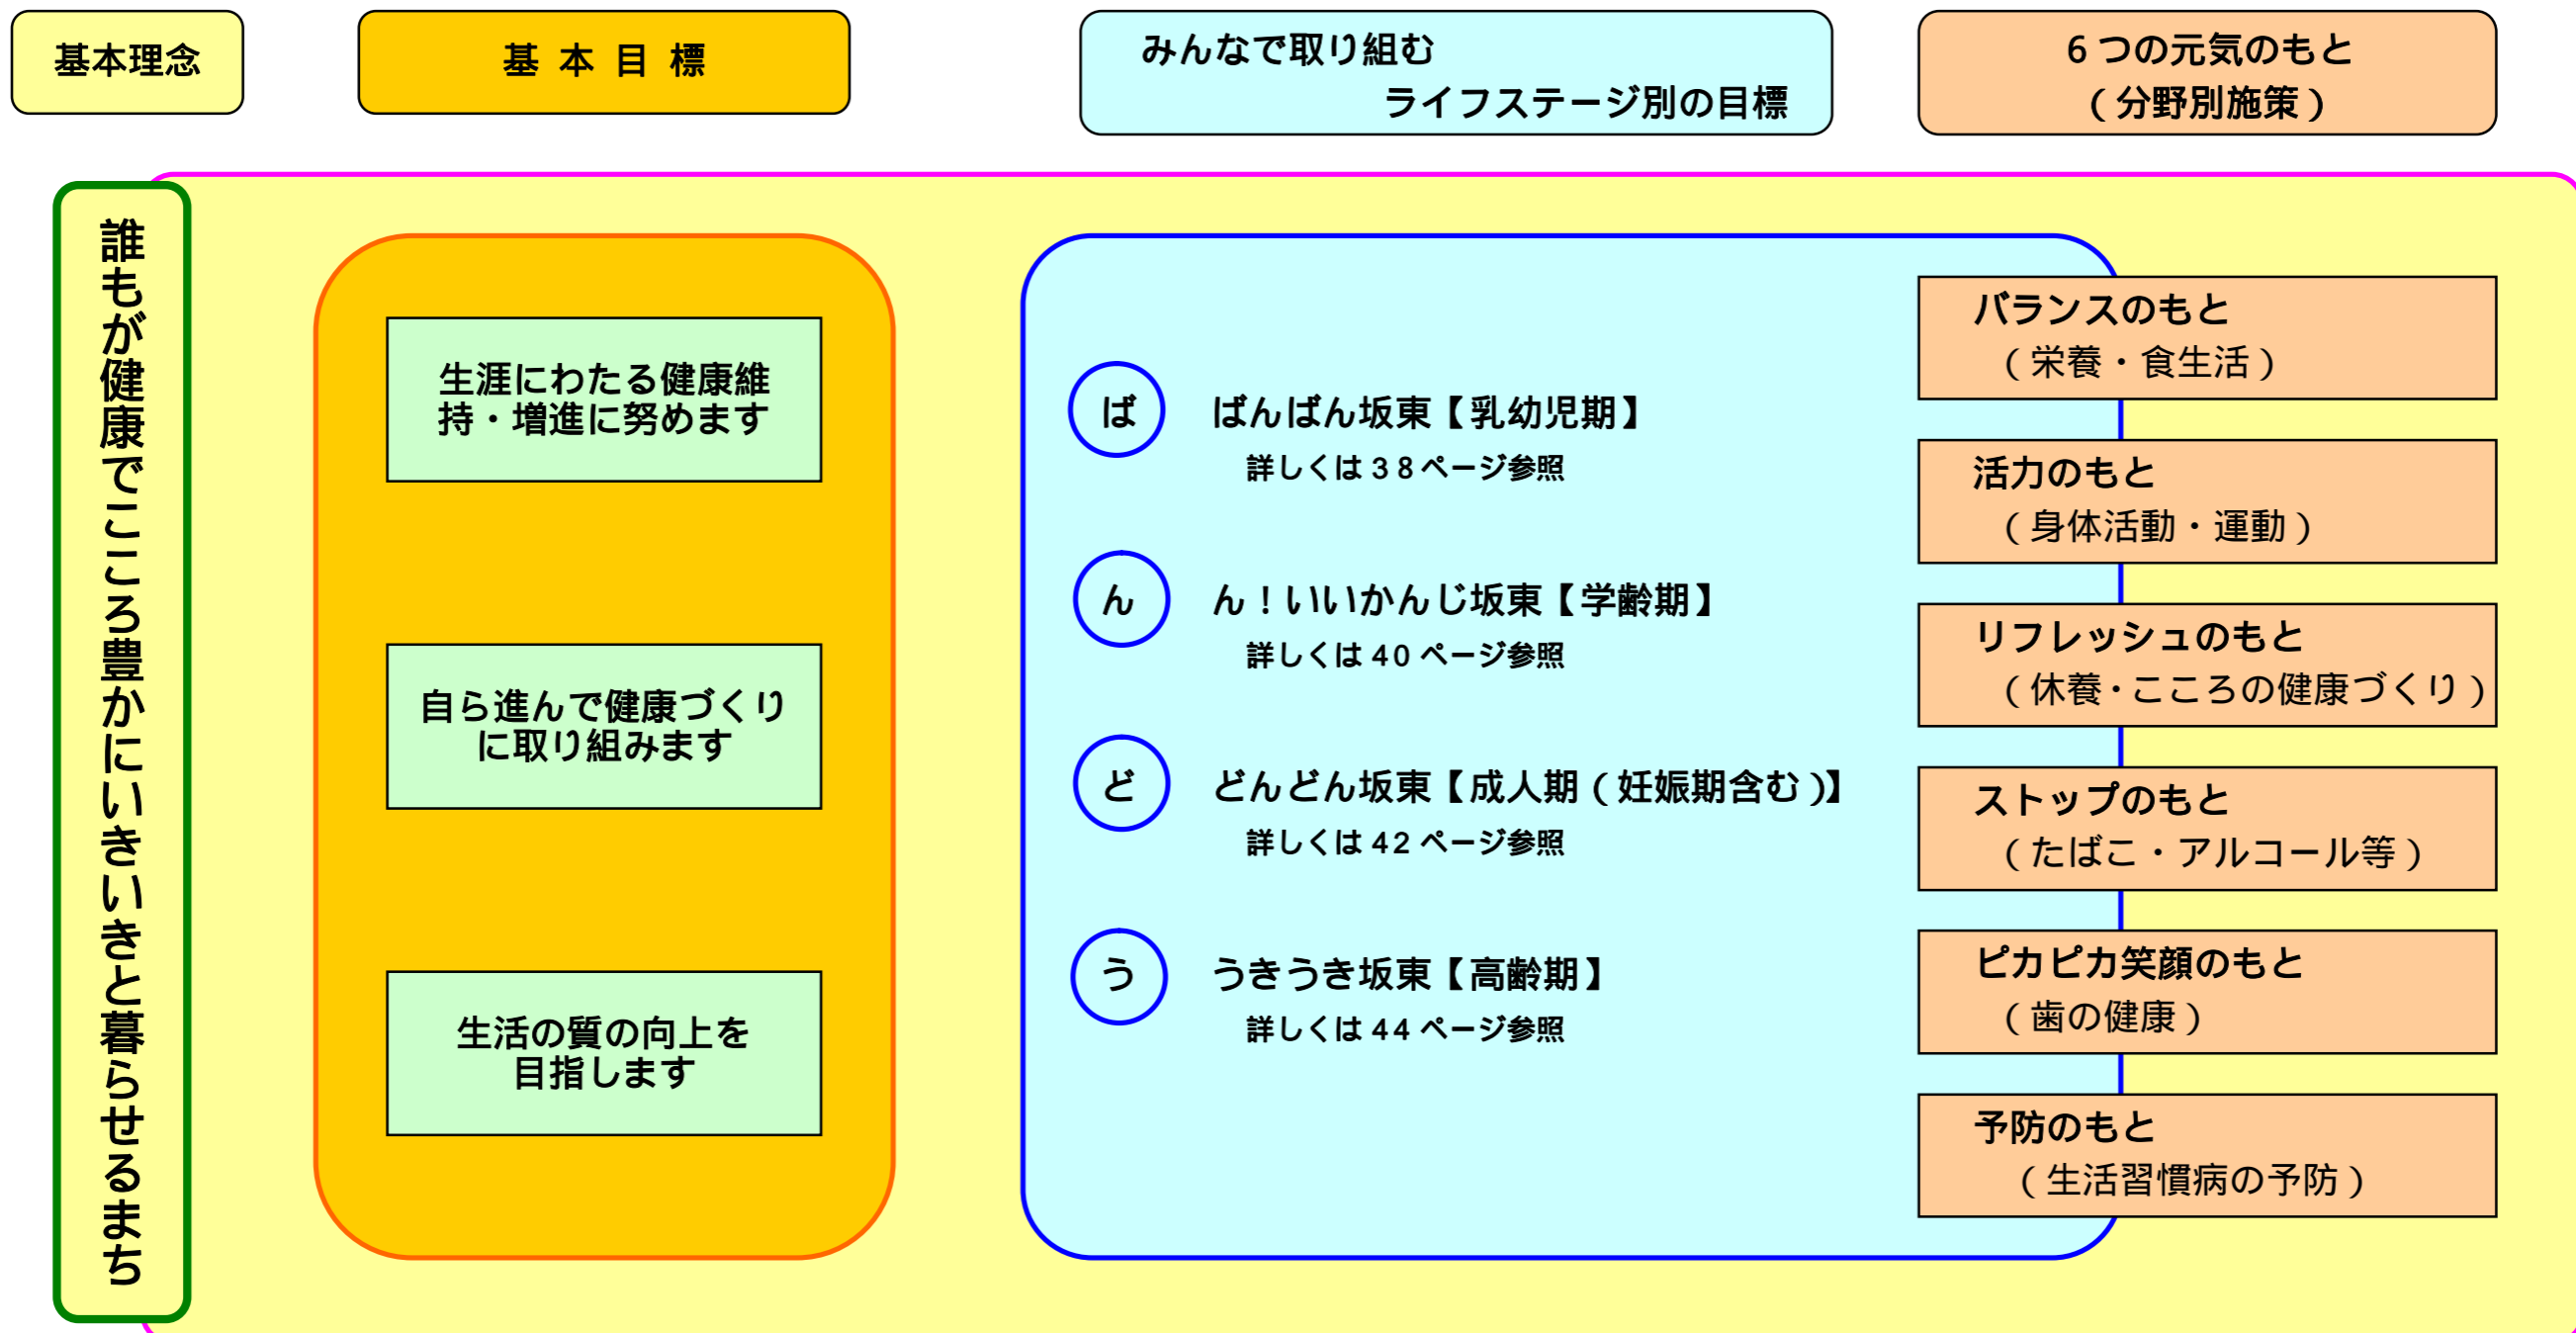 基本理念
基 本 目 標
みんなで取り組む
ライフステージ別の目標
6つの元気のもと
(分野別施策)
誰もが健康でこころ豊かにいきいきと暮らせるまち
生涯にわたる健康維
持・増進に努めます
自ら進んで健康づくり
に取り組みます
生活の質の向上を
目指します
ば
ばんばん坂東【乳幼児期】
詳しくは38ページ参照
ん
ん！いいかんじ坂東【学齢期】
詳しくは40ページ参照
ど
どんどん坂東【成人期(妊娠期含む)】
詳しくは42ページ参照
う
うきうき坂東【高齢期】
詳しくは44ページ参照
バランスのもと
(栄養・食生活)
活力のもと
(身体活動・運動)
リフレッシュのもと
(休養・こころの健康づくり)
ストップのもと
(たばこ・アルコール等)
ピカピカ笑顔のもと
(歯の健康)
予防のもと
(生活習慣病の予防)